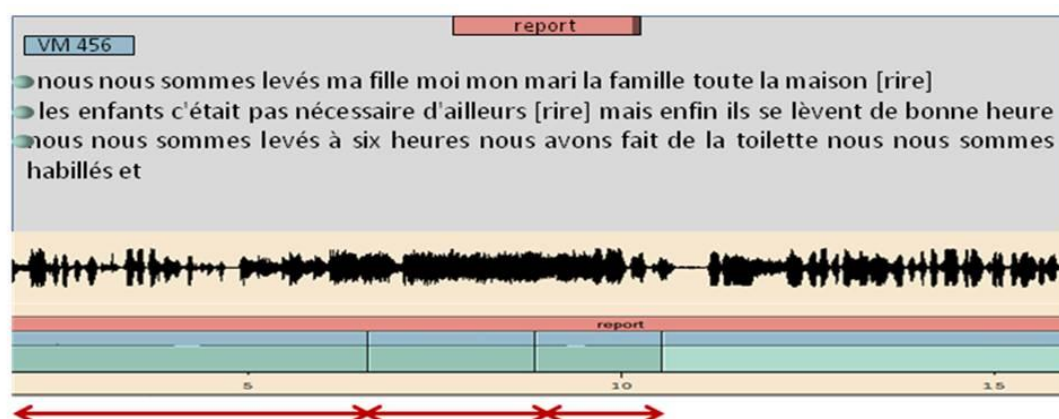 report
VM 456
nous nous sommes levés ma fille moi mon mari la famille toute la maison [rire]
les enfants c'était pas nécessaire d'ailleurs [rire] mais enfin ils se lèvent de bonne heure
nous nous sommes levés à six heures nous avons fait de la toilette nous nous sommes
habillés et
report
5 10 15